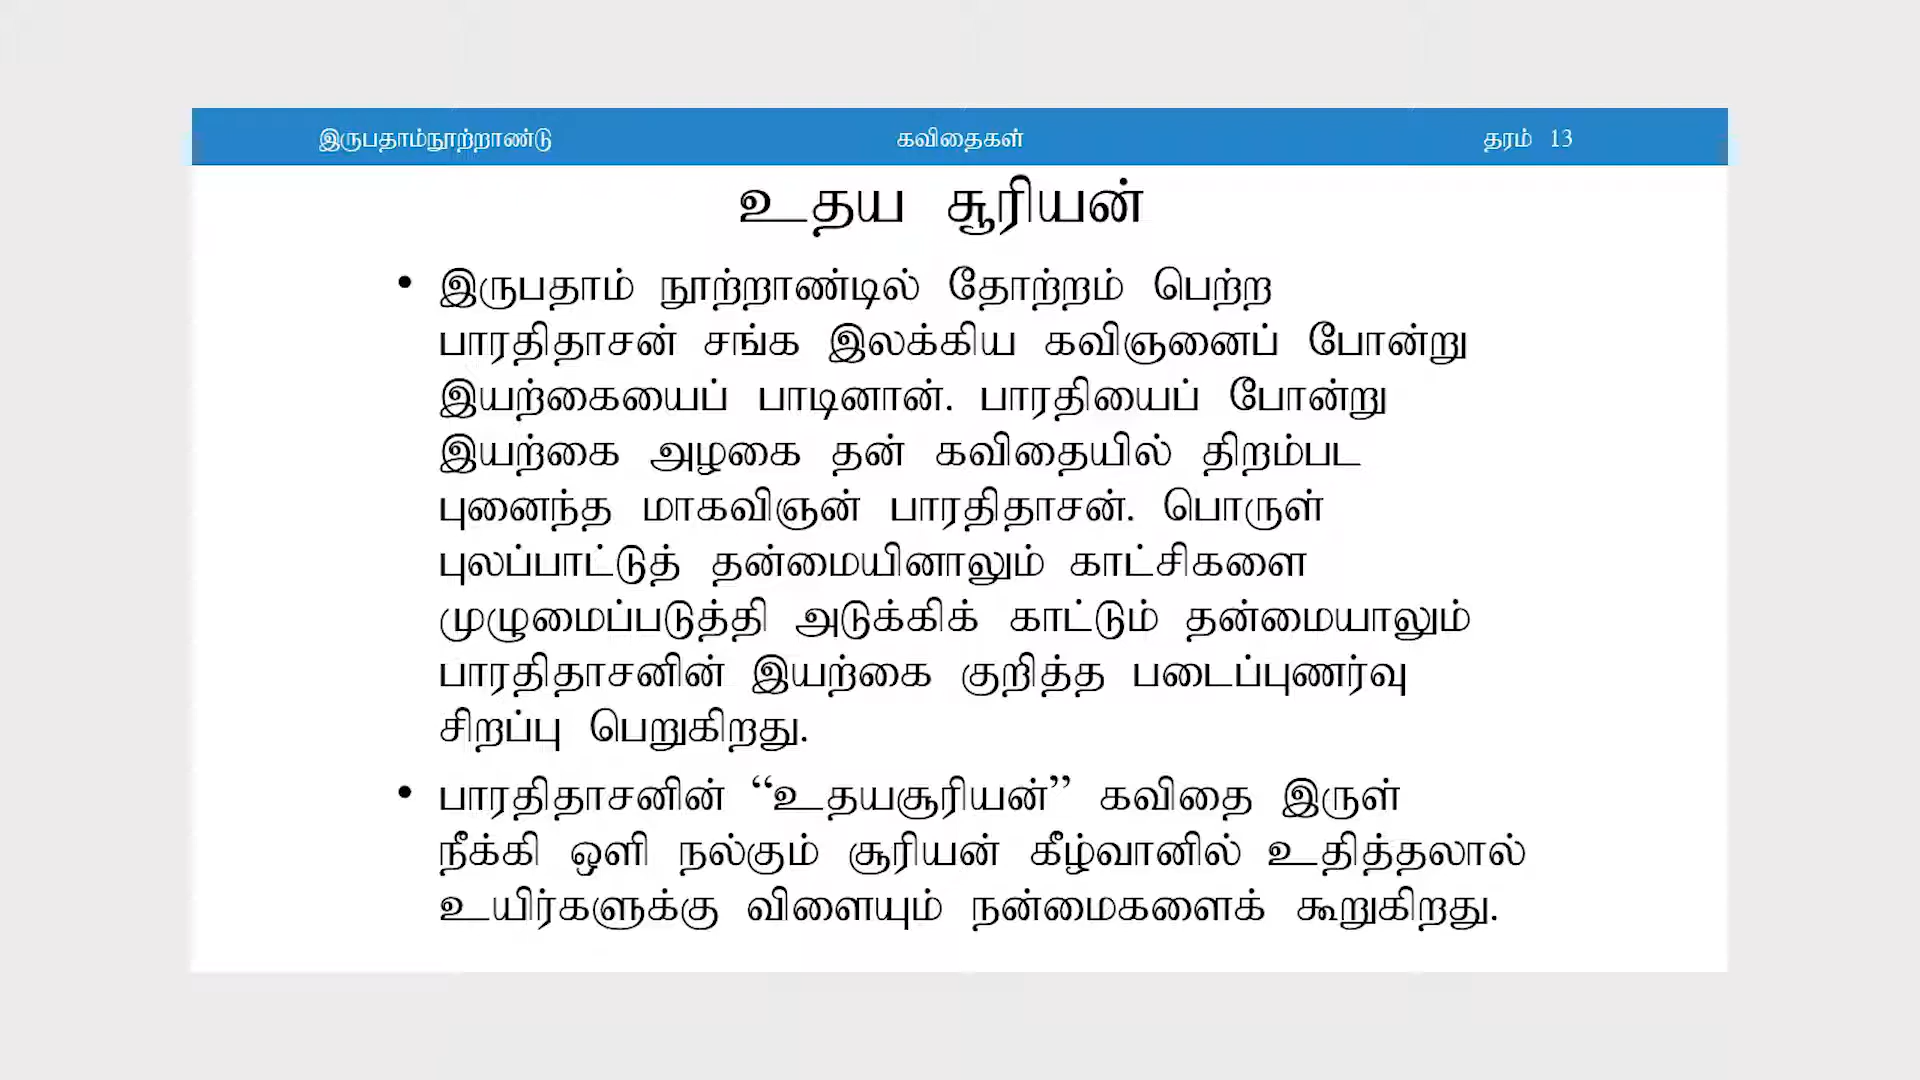 இருபதாம்நூற்றாண்டு கவிதைகள் தரம் 13
உதய சூரியன்
• இருபதாம் நூற்றாண்டில் தோற்றம் பெற்ற
பாரதிதாசன் சங்க இலக்கிய கவிஞனைப் போன்று
இயற்கையைப் பாடினான். பாரதியைப் போன்று
இயற்கை அழகை தன் கவிதையில் திறம்பட
புனைந்த மாகவிஞன் பாரதிதாசன். பொருள்
புலப்பாட்டுத் தன்மையினாலும் காட்சிகளை
முழுமைப்படுத்தி அடுக்கிக் காட்டும் தன்மையாலும்
பாரதிதாசனின் இயற்கை குறித்த படைப்புணர்வு
சிறப்பு பெறுகிறது.
• பாரதிதாசனின் “உதயசூரியன்” கவிதை இருள்
நீக்கி ஒளி நல்கும் சூரியன் கீழ்வானில் உதித்தலால்
உயிர்களுக்கு விளையும் நன்மைகளைக் கூறுகிறது.